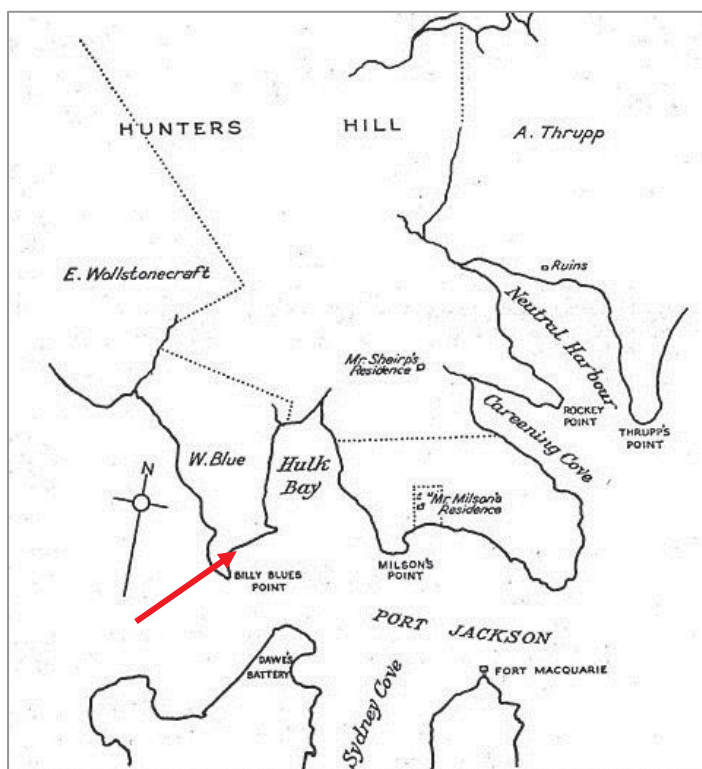 HUNTERS HILL
A. Thrupp
E. Wollstonecraft
Ruins
Neutral Harbour
Mr. Sheirp's
Residence
ROCKEY
POINT
THRUPP'S
POINT
Careening Cove
W. Blue
Hulk
Bay
N
Mr. Milson's
Residence
BILLY BLUES
POINT
MILSON'S
POINT
PORT JACKSON
DAWE'S
BATTERY
Sydney Cove
FORT MACQUARIE